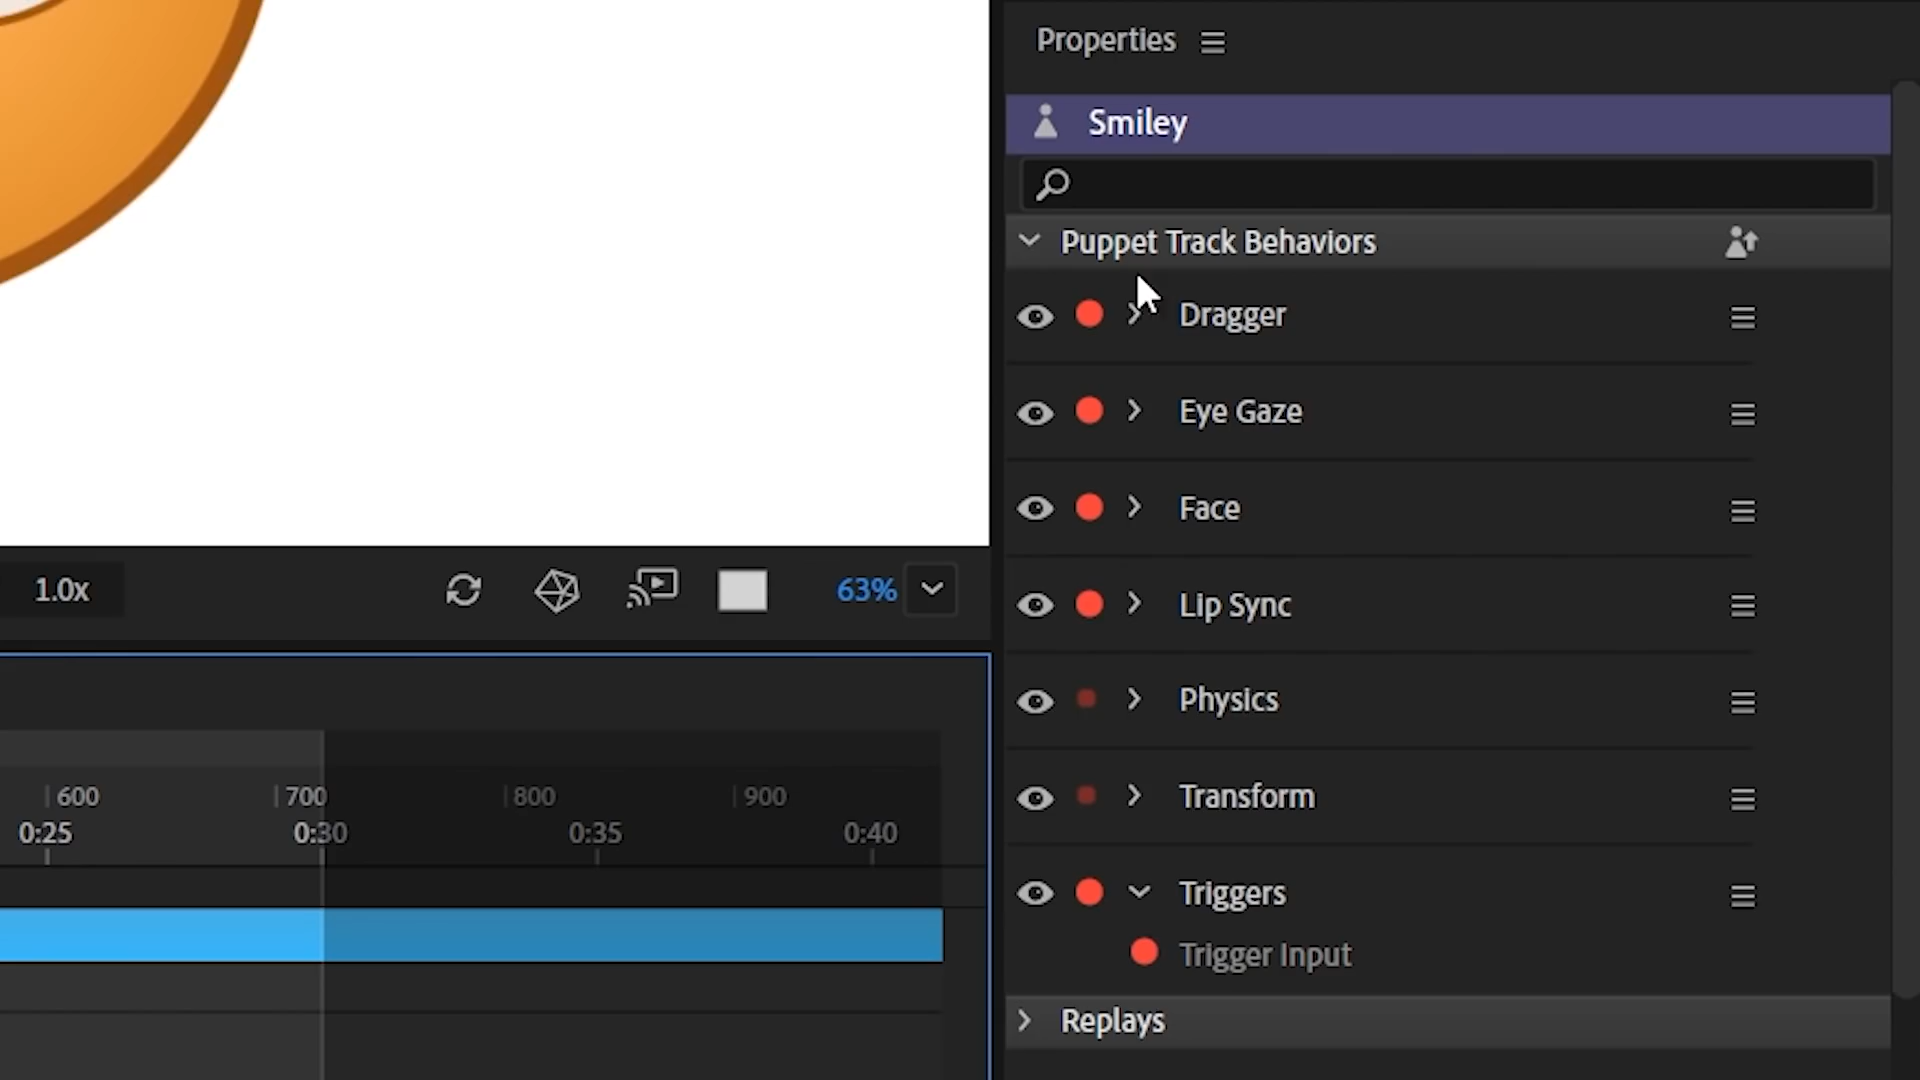 Properties
Smiley
Puppet Track Behaviors
Dragger
Eye Gaze
Face
Lip Sync
Physics
Transform
Triggers
Trigger Input
Replays
1.0x
63%
600 700 800 900
0:25 0:30 0:35 0:40